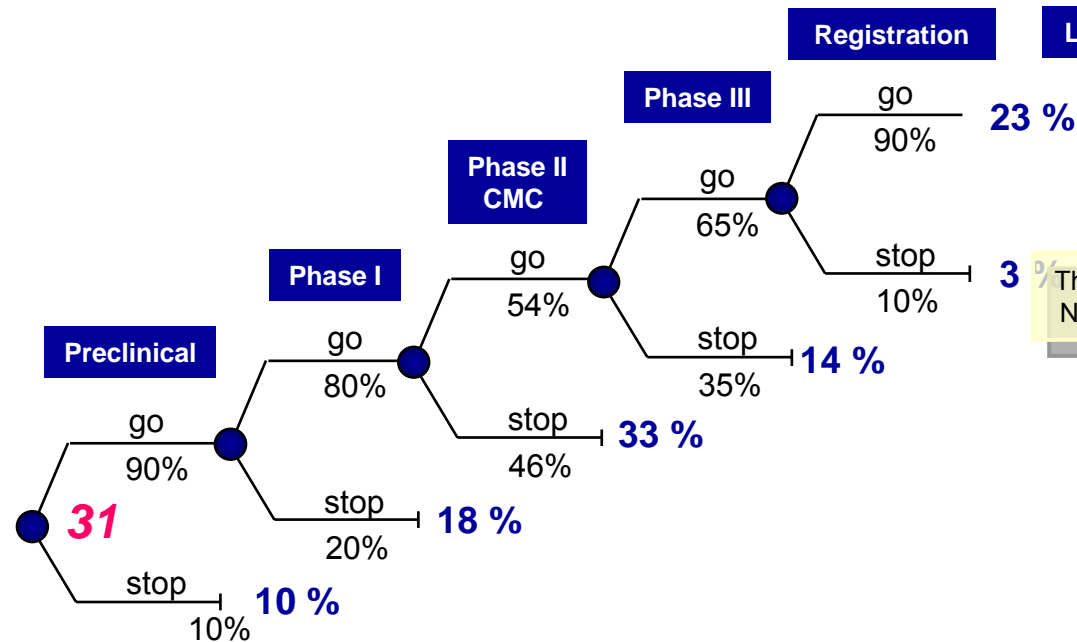 Registration
L
go
23 %
90%
Phase III
go
65%
stop
3 %
10%
Th
N
Phase II
CMC
go
54%
stop
14 %
35%
Phase I
go
80%
stop
33 %
46%
Preclinical
go
90%
stop
18 %
20%
31
stop
10 %
10%